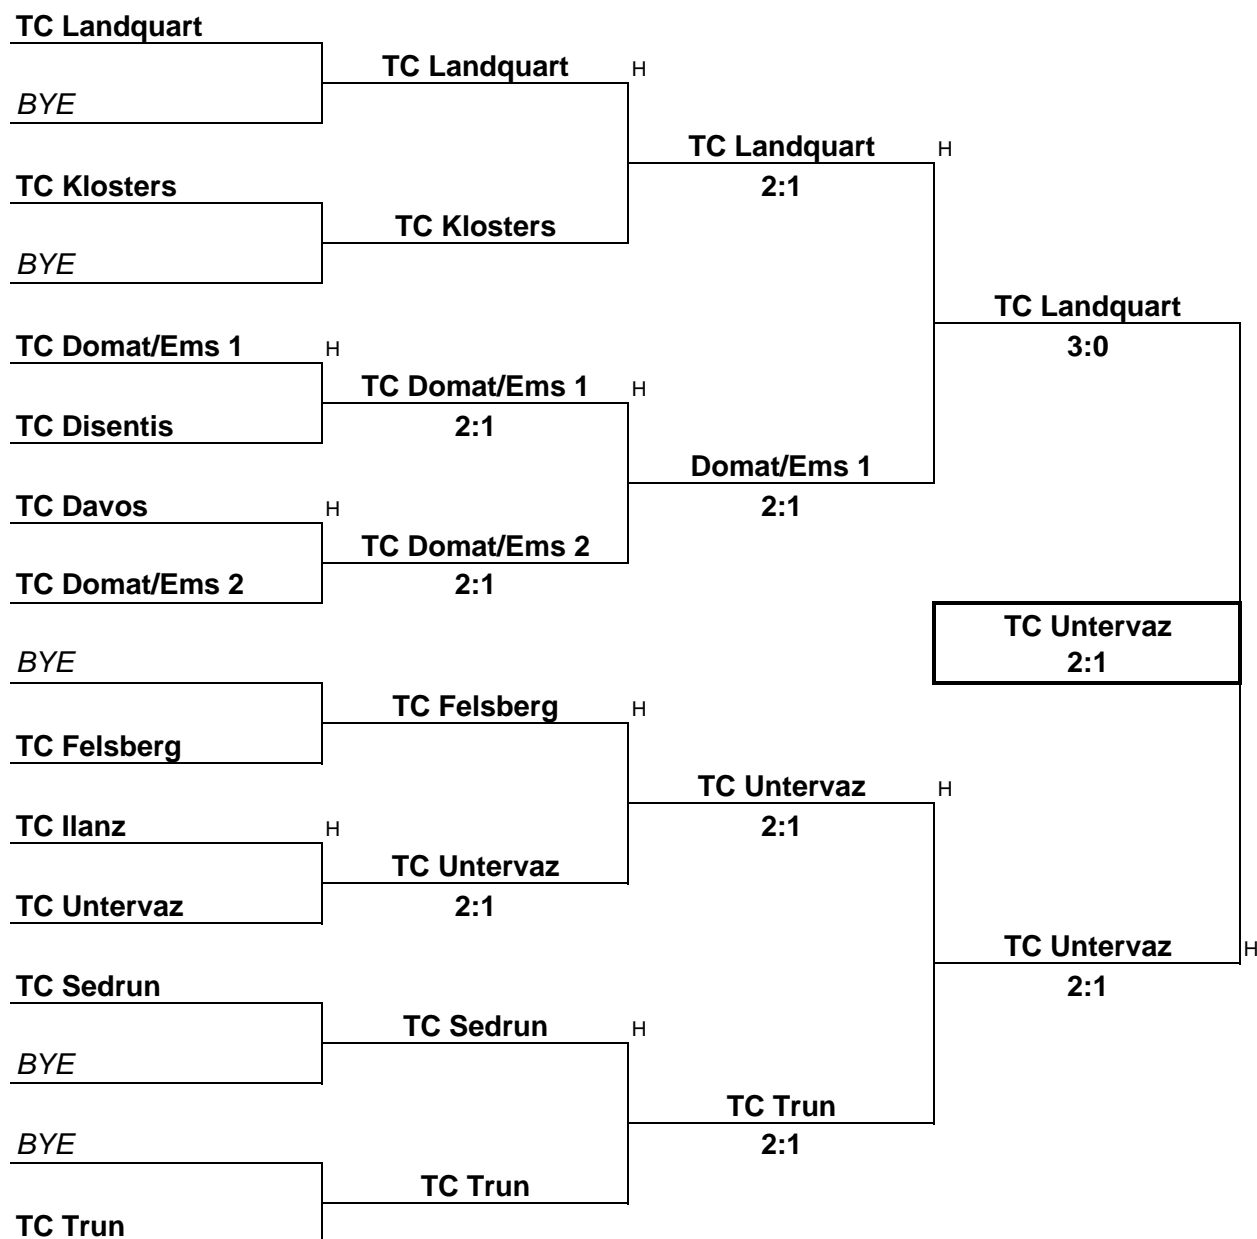 TC Landquart
TC Landquart H
BYE
TC Landquart H
TC Klosters
2:1
TC Klosters
BYE
TC Landquart
TC Domat/Ems 1 H
3:0
TC Domat/Ems 1 H
TC Disentis
2:1
Domat/Ems 1
TC Davos H
2:1
TC Domat/Ems 2
TC Domat/Ems 2
2:1
TC Untervaz
BYE
2:1
TC Felsberg H
TC Felsberg
TC Untervaz H
TC Ilanz H
2:1
TC Untervaz
TC Untervaz
2:1
TC Untervaz H
TC Sedrun
2:1
TC Sedrun H
BYE
TC Trun
BYE
2:1
TC Trun
TC Trun